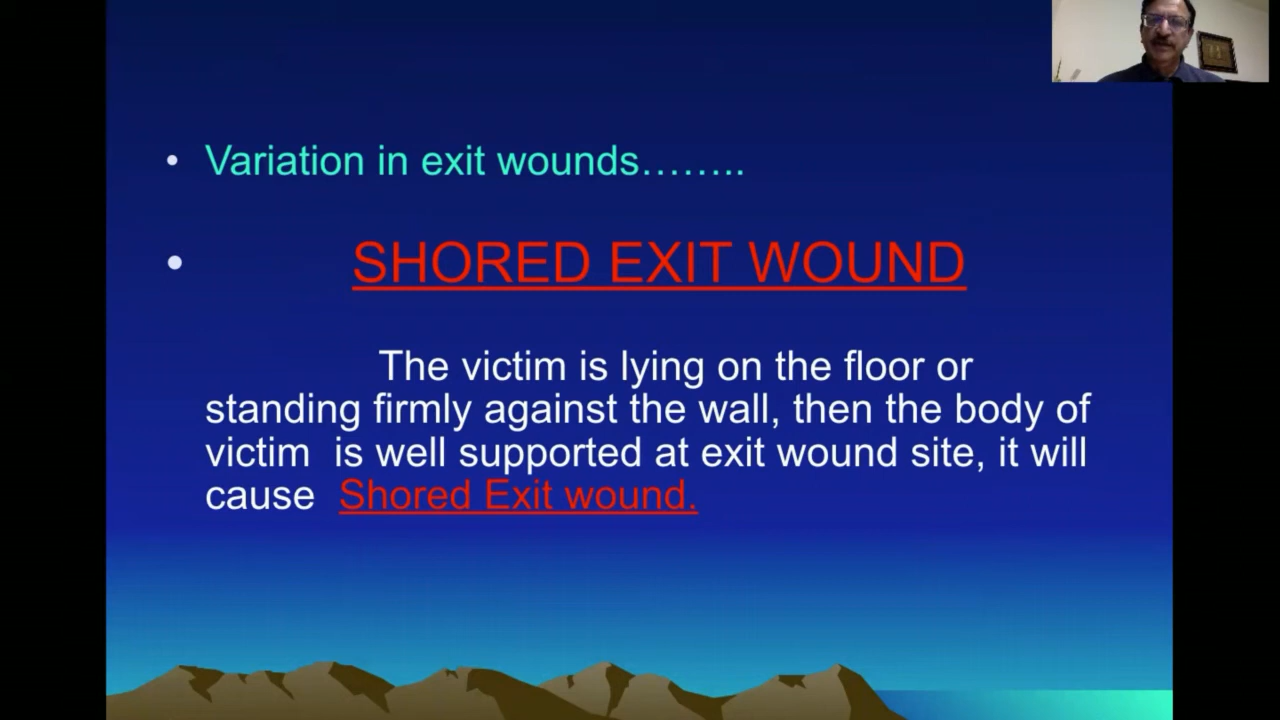 Variation in exit wounds……..
SHORED EXIT WOUND
The victim is lying on the floor or
standing firmly against the wall, then the body of
victim is well supported at exit wound site, it will
cause Shored Exit wound.